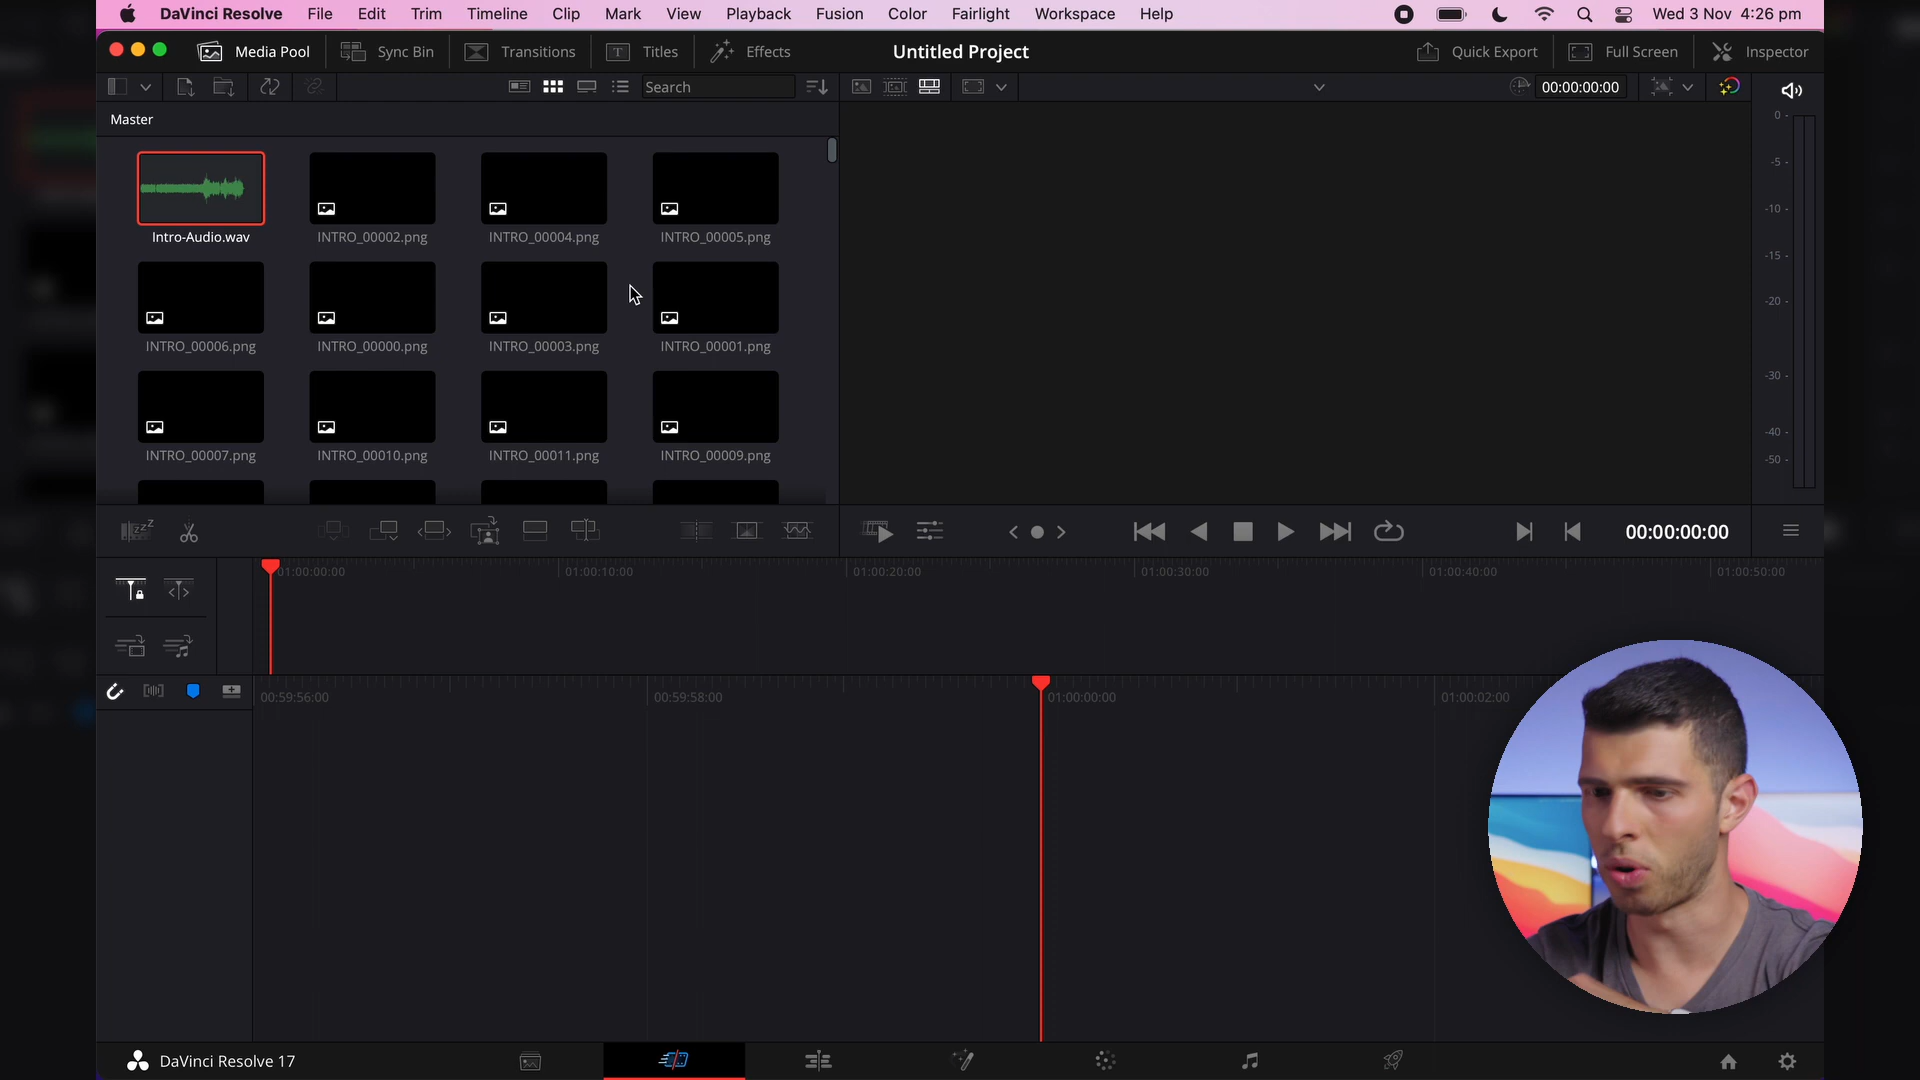 DaVinci Resolve File Edit Trim Timeline Clip Mark View Playback Fusion Color Fairlight Workspace Help Wed 3 Nov 4:26 pm
Media Pool Sync Bin Transitions T Titles Effects Untitled Project Quick Export Full Screen Inspector
Search 00:00:00:00
Master
0 -
-5 -
-10 -
-15 -
-20 -
-30 -
-40 -
-50 -
Intro-Audio.wav INTRO_00002.png INTRO_00004.png INTRO_00005.png
INTRO_00006.png INTRO_00000.png INTRO_00003.png INTRO_00001.png
INTRO_00007.png INTRO_00010.png INTRO_00011.png INTRO_00009.png
zzZ 00:00:00:00
01:00:00:00 01:00:10:00 01:00:20:00 01:00:30:00 01:00:40:00 01:00:50:00
00:59:56:00 00:59:58:00 01:00:00:00 01:00:02:00
DaVinci Resolve 17